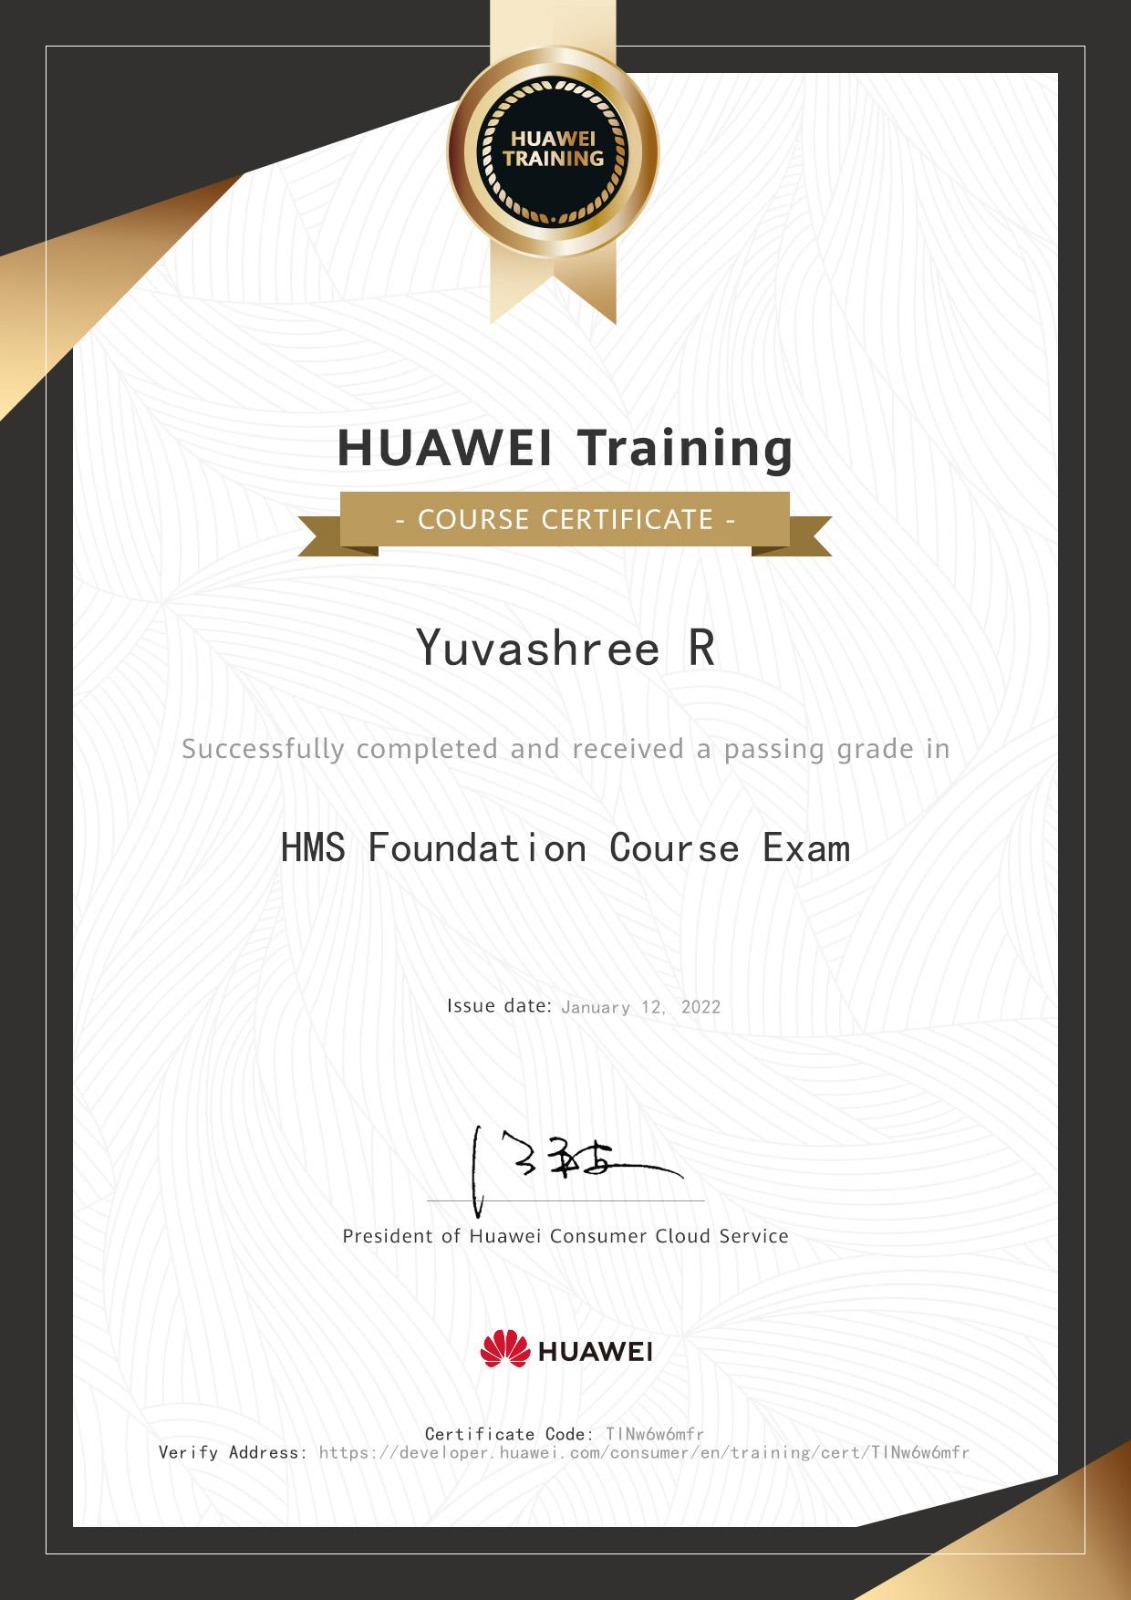 HUAWEI
TRAINING
HUAWEI Training
- COURSE CERTIFICATE -
Yuvashree R
Successfully completed and received a passing grade in
HMS Foundation Course Exam
Issue date: January 12, 2022
President of Huawei Consumer Cloud Service
HUAWEI
Certificate Code: TINw6w6mfr
Verify Address: https://developer.huawei.com/consumer/en/training/cert/TINw6w6mfr